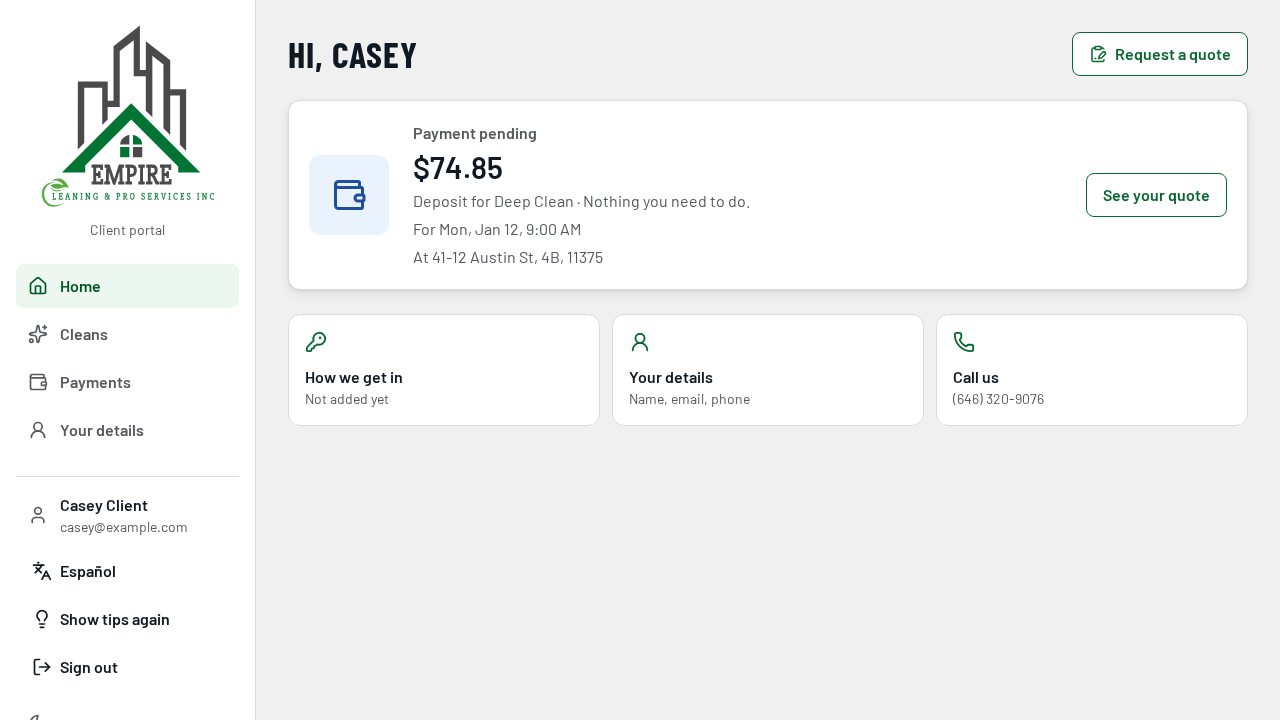 EMPIRE
LEANING & PRO SERVICES INC
Client portal
Home
Cleans
Payments
Your details
Casey Client
casey@example.com
Español
Show tips again
Sign out
HI, CASEY
Request a quote
Payment pending
$74.85
Deposit for Deep Clean · Nothing you need to do.
For Mon, Jan 12, 9:00 AM
At 41-12 Austin St, 4B, 11375
See your quote
How we get in
Not added yet
Your details
Name, email, phone
Call us
(646) 320-9076